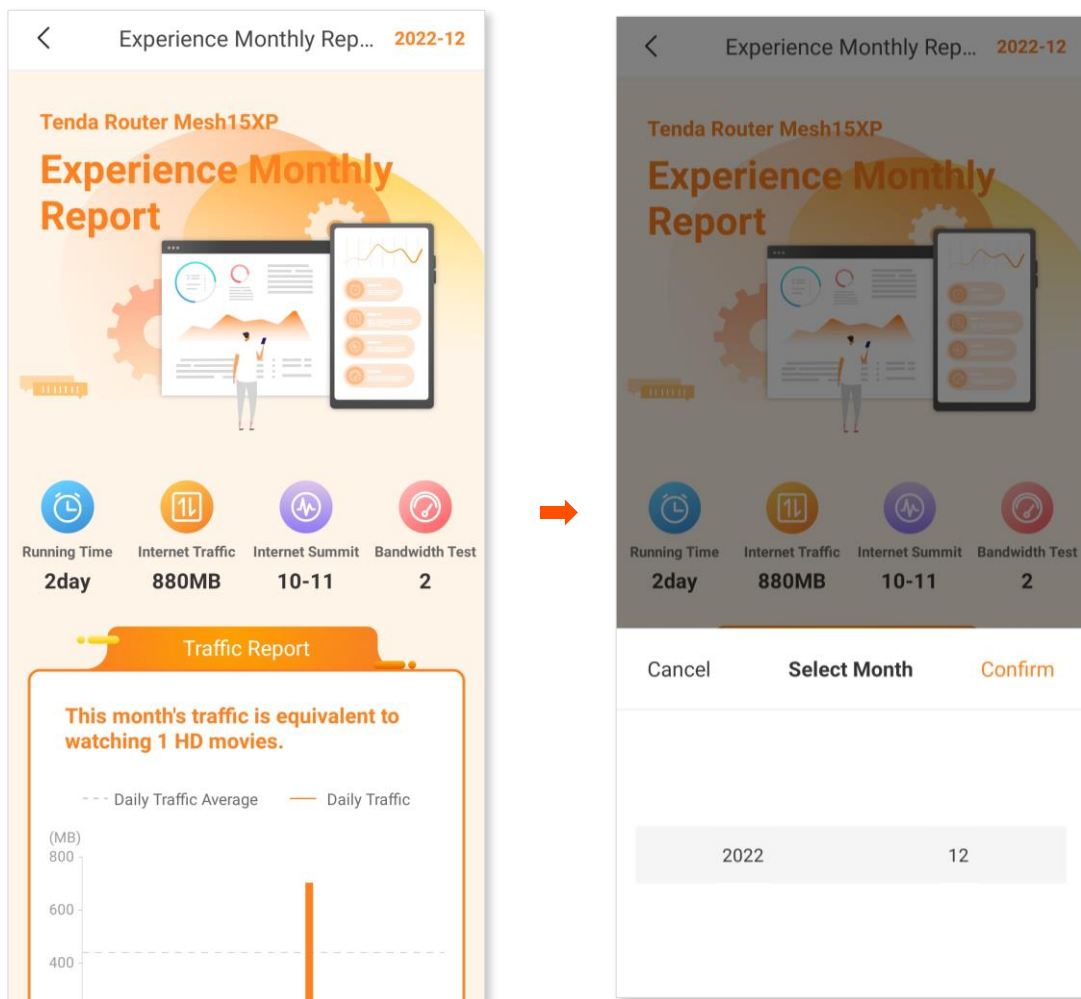 Experience Monthly Rep... 2022-12
Tenda Router Mesh15XP
Experience Monthly
Report
Running Time Internet Traffic Internet Summit Bandwidth Test
2day 880MB 10-11 2
Traffic Report
This month's traffic is equivalent to
watching 1 HD movies.
Daily Traffic Average Daily Traffic
(MB)
800
600
400
Experience Monthly Rep... 2022-12
Tenda Router Mesh15XP
Experience Monthly
Report
Running Time Internet Traffic Internet Summit Bandwidth Test
2day 880MB 10-11 2
Cancel Select Month Confirm
2022 12